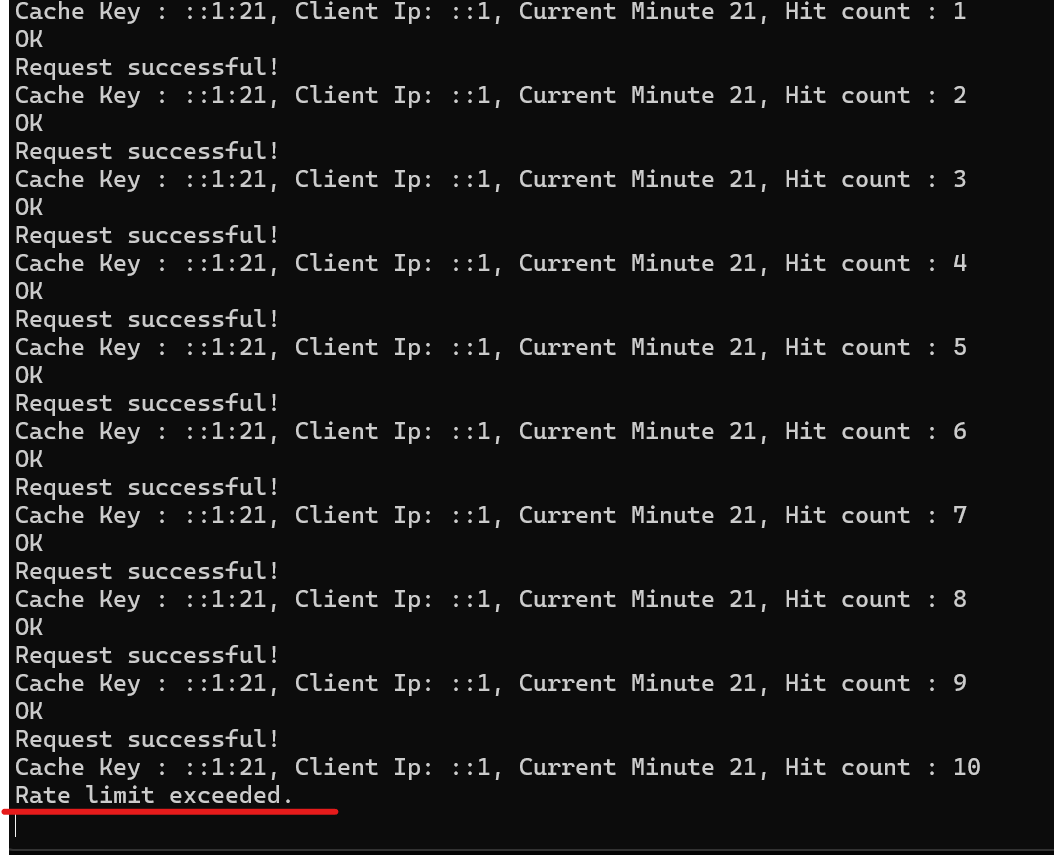 Cache Key : ::1:21, Client Ip: ::1, Current Minute 21, Hit count : 1
OK
Request successful!
Cache Key : ::1:21, Client Ip: ::1, Current Minute 21, Hit count : 2
OK
Request successful!
Cache Key : ::1:21, Client Ip: ::1, Current Minute 21, Hit count : 3
OK
Request successful!
Cache Key : ::1:21, Client Ip: ::1, Current Minute 21, Hit count : 4
OK
Request successful!
Cache Key : ::1:21, Client Ip: ::1, Current Minute 21, Hit count : 5
OK
Request successful!
Cache Key : ::1:21, Client Ip: ::1, Current Minute 21, Hit count : 6
OK
Request successful!
Cache Key : ::1:21, Client Ip: ::1, Current Minute 21, Hit count : 7
OK
Request successful!
Cache Key : ::1:21, Client Ip: ::1, Current Minute 21, Hit count : 8
OK
Request successful!
Cache Key : ::1:21, Client Ip: ::1, Current Minute 21, Hit count : 9
OK
Request successful!
Cache Key : ::1:21, Client Ip: ::1, Current Minute 21, Hit count : 10
Rate limit exceeded.